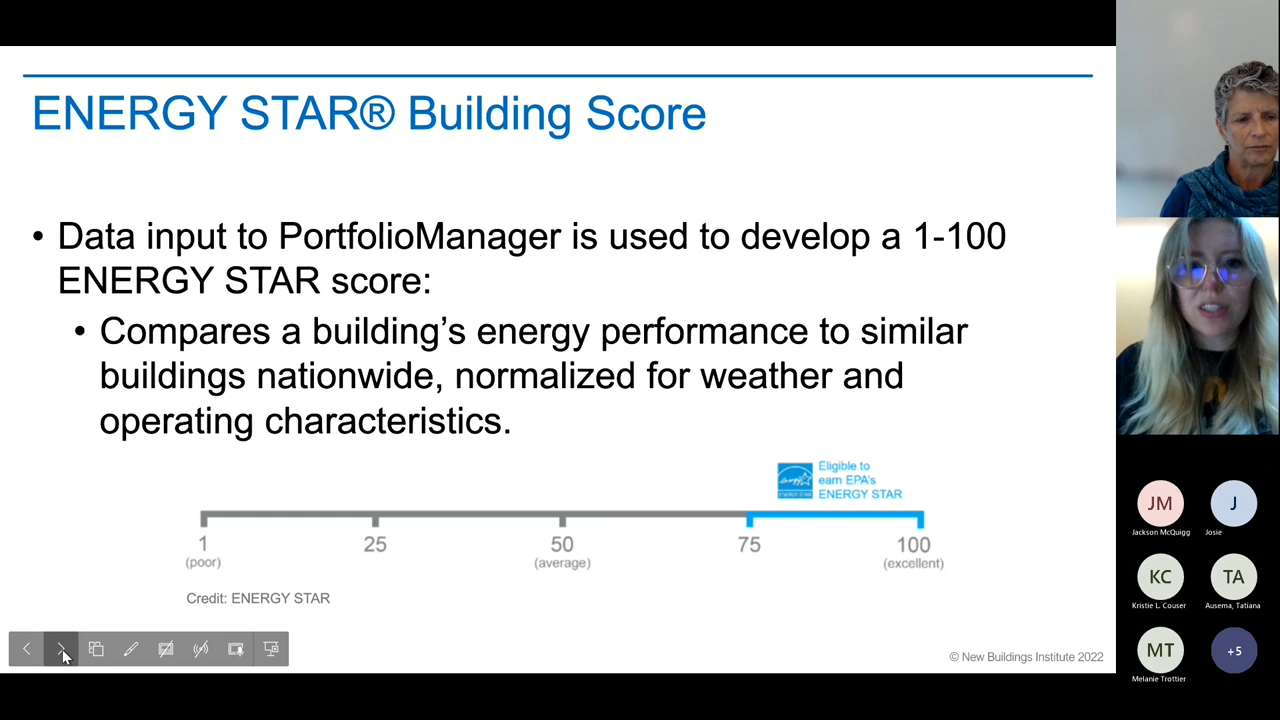 ENERGY STAR® Building Score
• Data input to PortfolioManager is used to develop a 1-100
ENERGY STAR score:
• Compares a building's energy performance to similar
buildings nationwide, normalized for weather and
operating characteristics.
Eligible to
earn EPA's
ENERGY STAR
ENERGY STAR
1
(poor)
25
50
(average)
75
100
(excellent)
Credit: ENERGY STAR
© New Buildings Institute 2022
JM
Jackson McQuigg
J
Josie
KC
Kristie L. Couser
TA
Ausema, Tatiana
MT
Melanie Trottier
+5